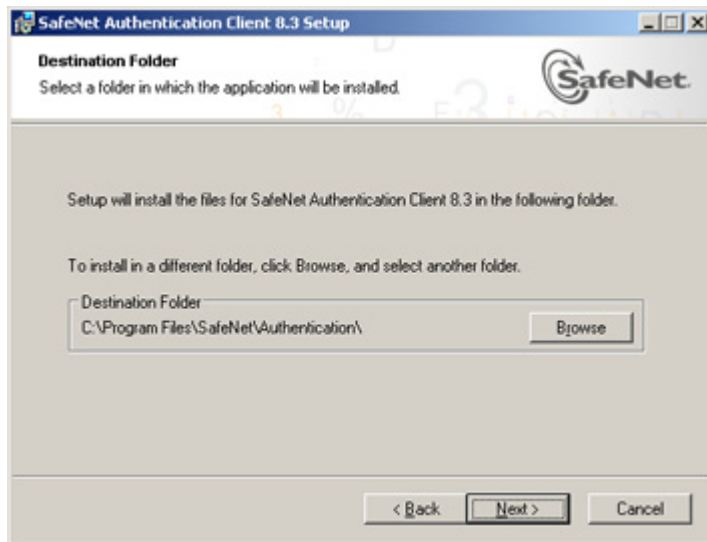 SafeNet Authentication Client 8.3 Setup
Destination Folder
Select a folder in which the application will be installed.
SafeNet.
Setup will install the files for SafeNet Authentication Client 8.3 in the following folder.
To install in a different folder, click Browse, and select another folder.
Destination Folder
C:\Program Files\SafeNet\Authentication\
Browse
< Back
Next >
Cancel